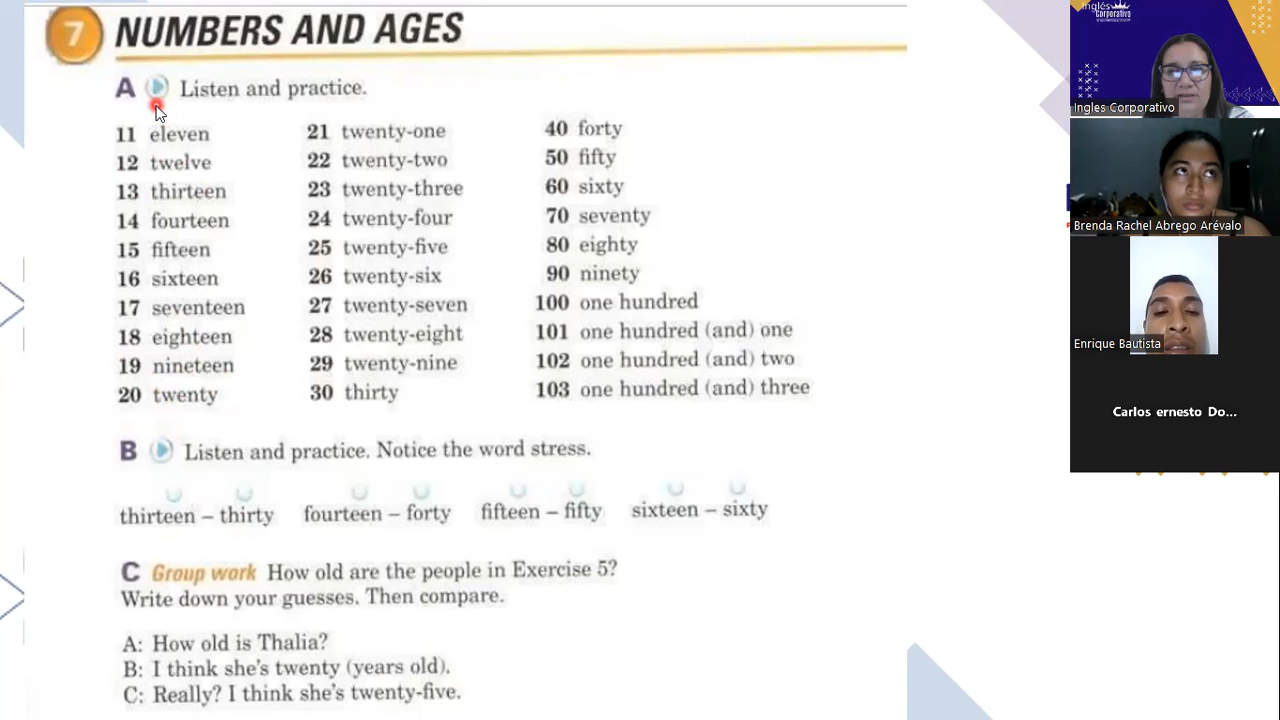 7 NUMBERS AND AGES
A Listen and practice.
11 eleven
12 twelve
13 thirteen
14 fourteen
15 fifteen
16 sixteen
17 seventeen
18 eighteen
19 nineteen
20 twenty
21 twenty-one
22 twenty-two
23 twenty-three
24 twenty-four
25 twenty-five
26 twenty-six
27 twenty-seven
28 twenty-eight
29 twenty-nine
30 thirty
40 forty
50 fifty
60 sixty
70 seventy
80 eighty
90 ninety
100 one hundred
101 one hundred (and) one
102 one hundred (and) two
103 one hundred (and) three
B Listen and practice. Notice the word stress.
thirteen – thirty fourteen – forty fifteen – fifty sixteen – sixty
C Group work How old are the people in Exercise 5?
Write down your guesses. Then compare.
A: How old is Thalia?
B: I think she's twenty (years old).
C: Really? I think she's twenty-five.
Inglés
Corporativo
Ingles Corporativo
Brenda Rachel Abrego Arévalo
Enrique Bautista
Carlos ernesto Do...